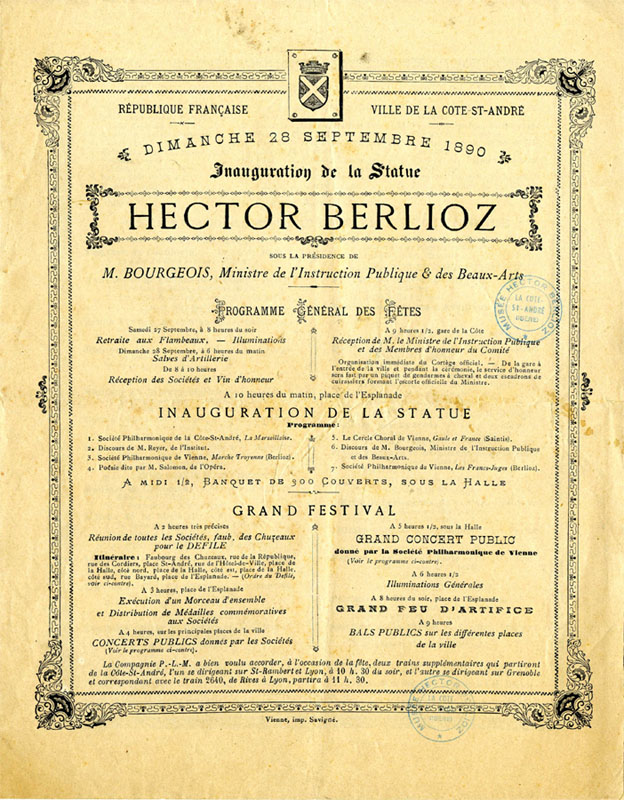 RÉPUBLIQUE FRANÇAISE
VILLE DE LA COTE-ST-ANDRÉ
DIMANCHE 28 SEPTEMBRE 1890
Inauguration de la Statue
HECTOR BERLIOZ
SOUS LA PRÉSIDENCE DE
M. BOURGEOIS, Ministre de l'Instruction Publique & des Beaux-Arts
PROGRAMME GÉNÉRAL DES FÊTES
Samedi 27 Septembre, à 8 heures du soir
Retraite aux Flambeaux. — Illuminations
Dimanche 28 Septembre, à 6 heures du matin
Salves d'Artillerie
De 8 à 10 heures
Réception des Sociétés et Vin d'honneur
A 9 heures 1/2, gare de la Côte
Réception de M. le Ministre de l'Instruction Publique
et des Membres d'honneur du Comité
Organisation immédiate du Cortège officiel. — De la gare à
l'entrée de la ville et pendant la cérémonie, le service d'honneur
sera fait par un piquet de gendarmes à cheval et deux escadrons de
cuirassiers formant l'escorte officielle du Ministre.
A 10 heures du matin, place de l'Esplanade
INAUGURATION DE LA STATUE
Programme:
1. Société Philharmonique de la Côte-St-André, La Marseillaise.
2. Discours de M. Reyer, de l'Institut.
3. Société Philharmonique de Vienne, Marche Troyenne (Berlioz).
4. Poésie dite par M. Salomon, de l'Opéra.
5. Le Cercle Choral de Vienne, Gaule et France (Saintis).
6. Discours de M. Bourgeois, Ministre de l'Instruction Publique
et des Beaux-Arts.
7. Société Philharmonique de Vienne, Les Francs-Juges (Berlioz).
A MIDI 1/2, BANQUET DE 300 COUVERTS, SOUS LA HALLE
GRAND FESTIVAL
A 2 heures très précises
Réunion de toutes les Sociétés, faub. des Chuzeaux
pour le DEFILE
Itinéraire: Faubourg des Chuzeaux, rue de la République,
rue des Cordiers, place St-André, rue de l'Hôtel-de-Ville, place de
la Halle, côté nord, place de la Halle, côté est, place de la Halle,
côté sud, rue Bayard, place de l'Esplanade. — (Ordre du Défilé,
voir ci-contre).
A 3 heures, place de l'Esplanade
Exécution d'un Morceau d'ensemble
et Distribution de Médailles commémoratives
aux Sociétés
A 4 heures, sur les principales places de la ville
CONCERTS PUBLICS donnés par les Sociétés
(Voir le programme ci-contre).
A 5 heures 1/2, sous la Halle
GRAND CONCERT PUBLIC
donné par la Société Philharmonique de Vienne
(Voir le programme ci-contre).
A 6 heures 1/2
Illuminations Générales
A 8 heures du soir, place de l'Esplanade
GRAND FEU D'ARTIFICE
A 9 heures
BALS PUBLICS sur les différentes places
de la ville
La Compagnie P.-L.-M. a bien voulu accorder, à l'occasion de la fête, deux trains supplémentaires qui partiront
de la Côte-St-André, l'un se dirigeant sur St-Rambert et Lyon, à 10 h. 30 du soir, et l'autre se dirigeant sur Grenoble
et correspondant avec le train 2640, de Rives à Lyon, partira à 11 h. 30.
Vienne, imp. Savigné.
MUSÉE HECTOR BERLIOZ
LA CÔTE-
ST-ANDRÉ
MUSÉE HECTOR BERLIOZ